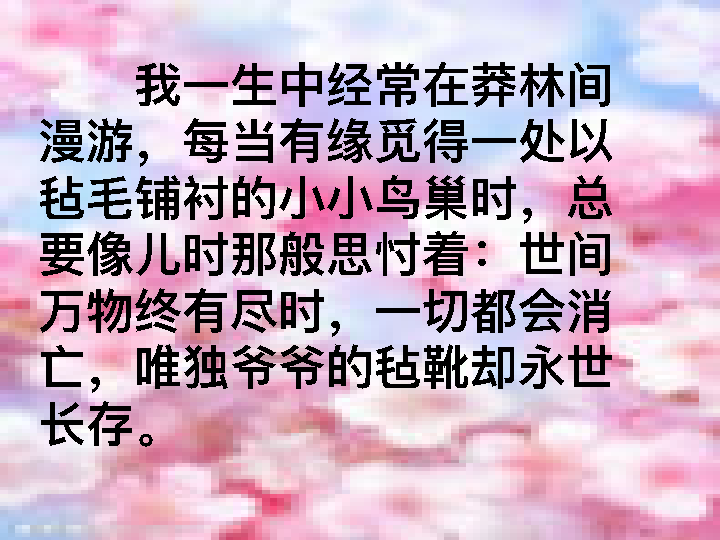 我一生中经常在莽林间
漫游，每当有缘觅得一处以
毡毛铺衬的小小鸟巢时，总
要像儿时那般思忖着：世间
万物终有尽时，一切都会消
亡，唯独爷爷的毡靴却永世
长存。